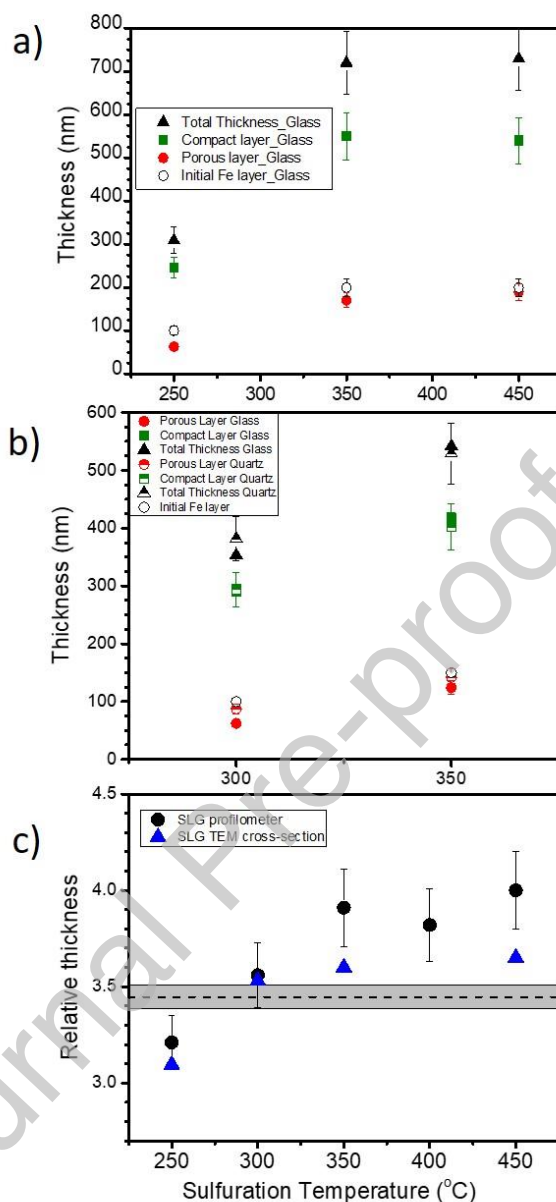 a)
800
700
600
500
400
300
200
100
0
Thickness (nm)
Total Thickness_Glass
Compact layer_Glass
Porous layer_Glass
Initial Fe layer_Glass
250 300 350 400 450
b)
600
500
400
300
200
100
0
Thickness (nm)
Porous Layer Glass
Compact Layer Glass
Total Thickness Glass
Porous Layer Quartz
Compact Layer Quartz
Total Thickness Quartz
Initial Fe layer
300 350
c)
4.5
4.0
3.5
3.0
Relative thickness
SLG profilometer
SLG TEM cross-section
250 300 350 400 450
Sulfuration Temperature (°C)
urnal Pre-proof